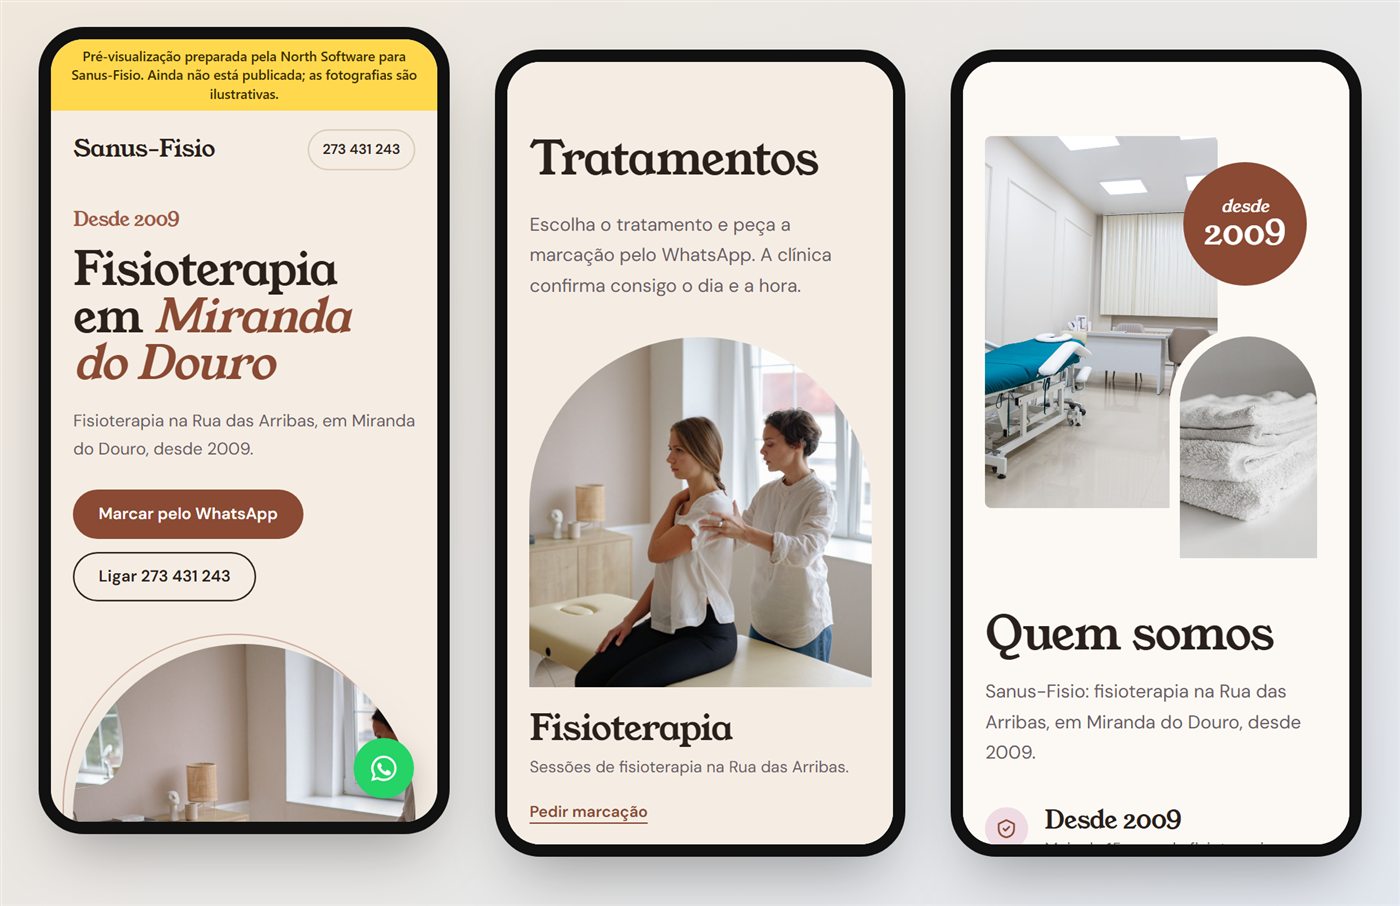 Pré-visualização preparada pela North Software para
Sanus-Fisio. Ainda não está publicada; as fotografias são
ilustrativas.
Sanus-Fisio
273 431 243
Desde 2009
Fisioterapia
em Miranda
do Douro
Fisioterapia na Rua das Arribas, em Miranda
do Douro, desde 2009.
Marcar pelo WhatsApp
Ligar 273 431 243
Tratamentos
Escolha o tratamento e peça a
marcação pelo WhatsApp. A clínica
confirma consigo o dia e a hora.
Fisioterapia
Sessões de fisioterapia na Rua das Arribas.
Pedir marcação
desde
2009
Quem somos
Sanus-Fisio: fisioterapia na Rua das
Arribas, em Miranda do Douro, desde
2009.
Desde 2009